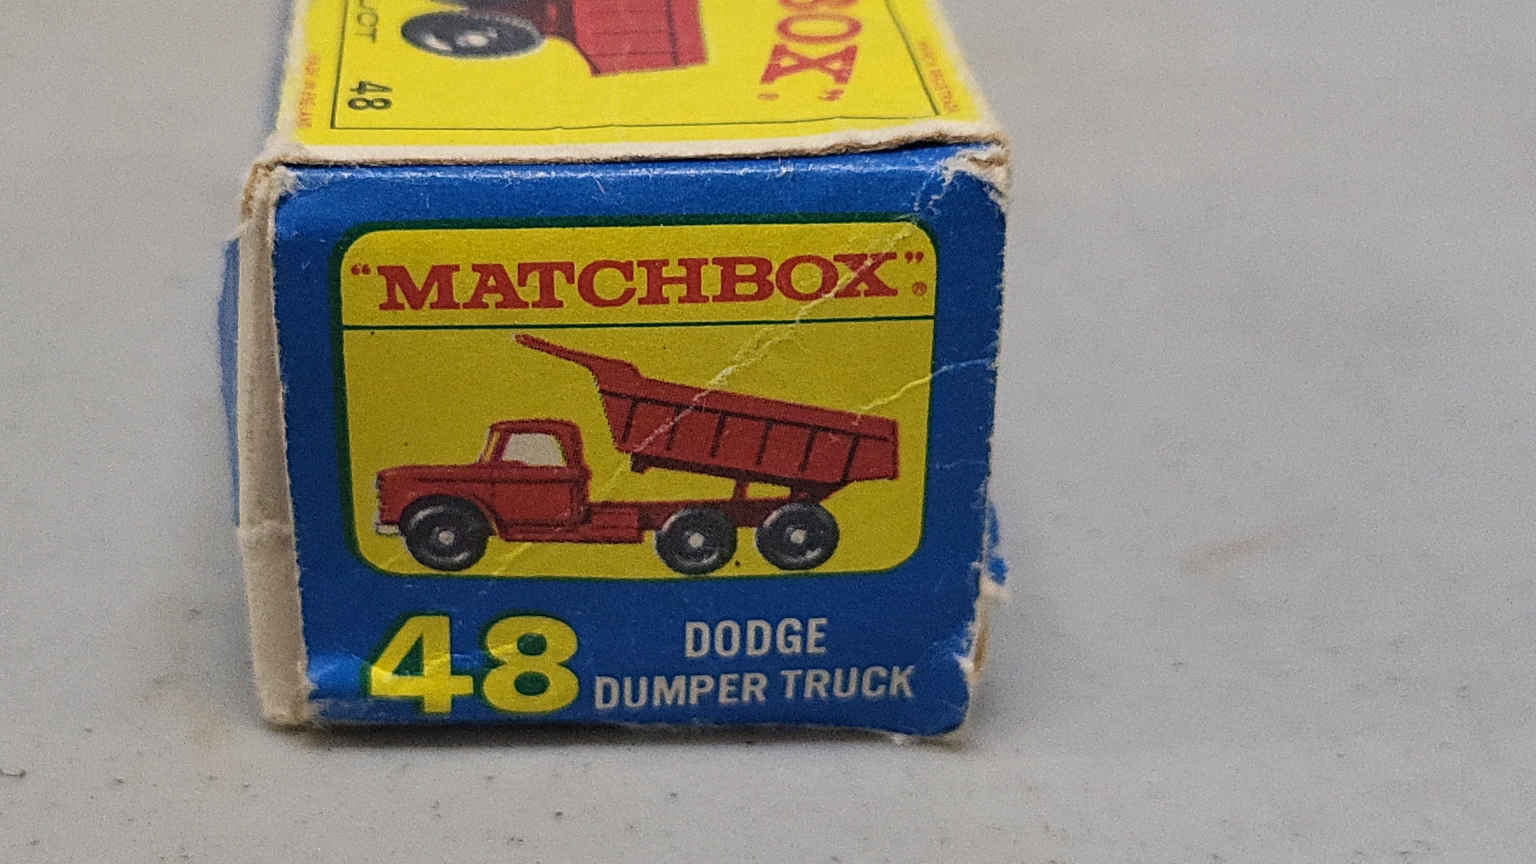 BOX"®
48
"MATCHBOX"®
48
DODGE
DUMPER TRUCK